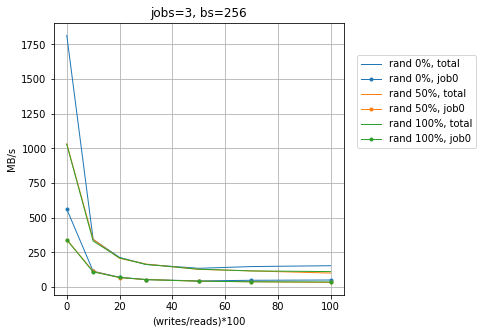 jobs=3, bs=256
1750
1500
1250
1000
750
500
250
0
MB/s
0
20
40
60
80
100
(writes/reads)*100
rand 0%, total
rand 0%, job0
rand 50%, total
rand 50%, job0
rand 100%, total
rand 100%, job0